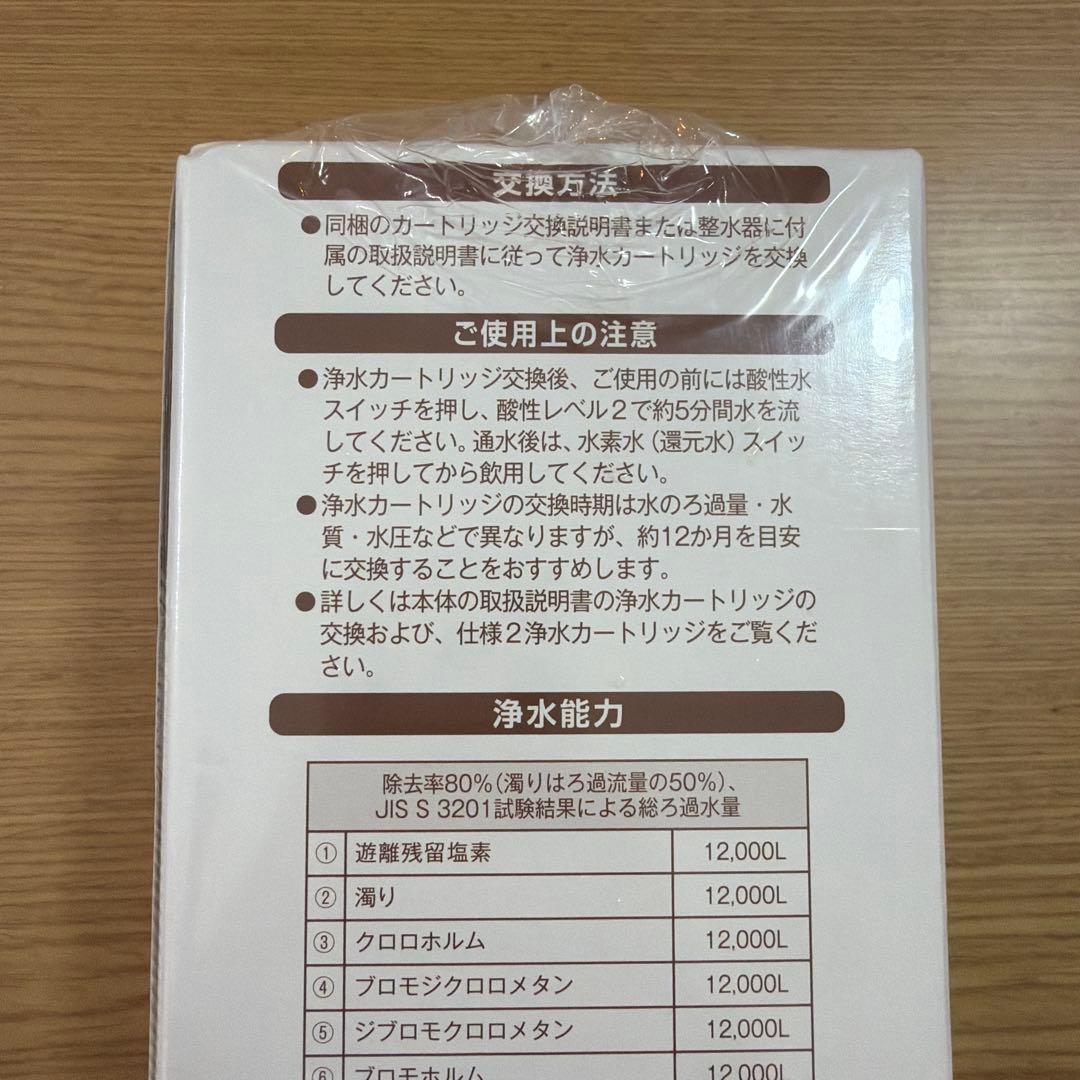 交換方法
●同梱のカートリッジ交換説明書または整水器に付
属の取扱説明書に従って浄水カートリッジを交換
してください。
ご使用上の注意
●浄水カートリッジ交換後、ご使用の前には酸性水
スイッチを押し、酸性レベル2で約5分間水を流
してください。通水後は、水素水（還元水）スイッ
チを押してから飲用してください。
●浄水カートリッジの交換時期は水のろ過量・水
質・水圧などで異なりますが、約12か月を目安
に交換することをおすすめします。
●詳しくは本体の取扱説明書の浄水カートリッジの
交換および、仕様2浄水カートリッジをご覧くだ
さい。
浄水能力
除去率80%（濁りはろ過流量の50%）、
JIS S 3201試験結果による総ろ過水量
① 遊離残留塩素 12,000L
② 濁り 12,000L
③ クロロホルム 12,000L
④ ブロモジクロロメタン 12,000L
⑤ ジブロモクロロメタン 12,000L
⑥ ブロモホルム 12,000L